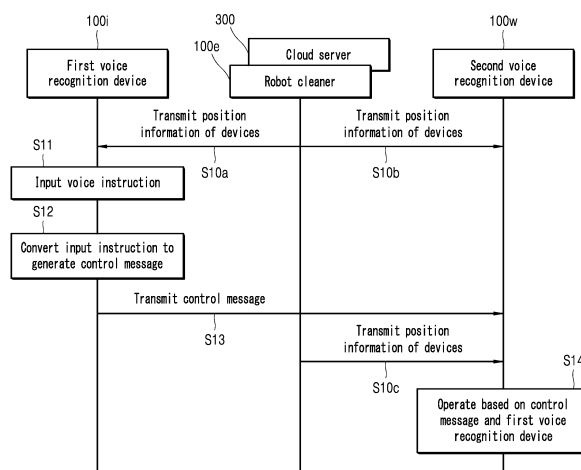 100i
300
100e
100w
First voice
recognition device
Cloud server
Robot cleaner
Second voice
recognition device
Transmit position
information of devices
Transmit position
information of devices
S10a
S10b
S11
Input voice instruction
S12
Convert input instruction to
generate control message
Transmit control message
S13
Transmit position
information of devices
S10c
S14
Operate based on control
message and first voice
recognition device